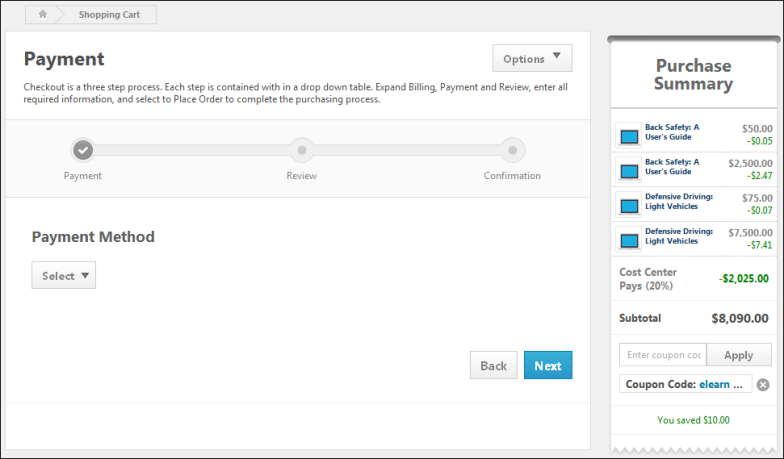 Shopping Cart
Payment
Options
Checkout is a three step process. Each step is contained with in a drop down table. Expand Billing, Payment and Review, enter all
required information, and select to Place Order to complete the purchasing process.
Payment
Review
Confirmation
Payment Method
Select
Back
Next
Purchase
Summary
Back Safety: A $50.00
User's Guide -$0.05
Back Safety: A $2,500.00
User's Guide -$2.47
Defensive Driving: $75.00
Light Vehicles -$0.07
Defensive Driving: $7,500.00
Light Vehicles -$7.41
Cost Center
Pays (20%) -$2,025.00
Subtotal $8,090.00
Enter coupon coc Apply
Coupon Code: elearn ...
You saved $10.00